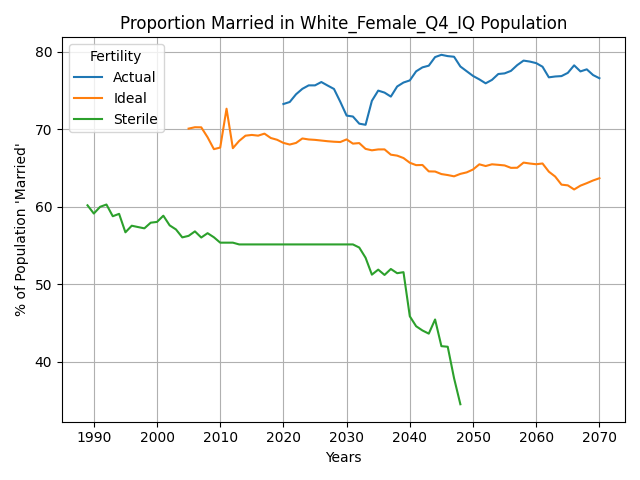 Proportion Married in White_Female_Q4_IQ Population
Fertility
Actual
Ideal
Sterile
% of Population 'Married'
80
70
60
50
40
1990 2000 2010 2020 2030 2040 2050 2060 2070
Years